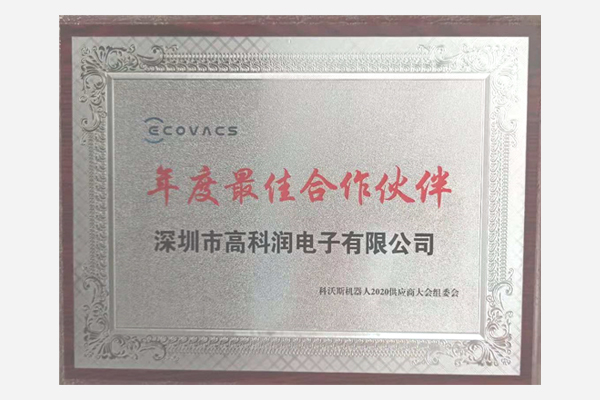 ECOVACS
年度最佳合作伙伴
深圳市高科润电子有限公司
科沃斯机器人2020供应商大会组委会